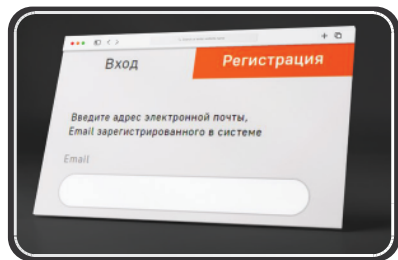 Вход
Регистрация
Введите адрес электронной почты,
Email зарегистрированного в системе
Email